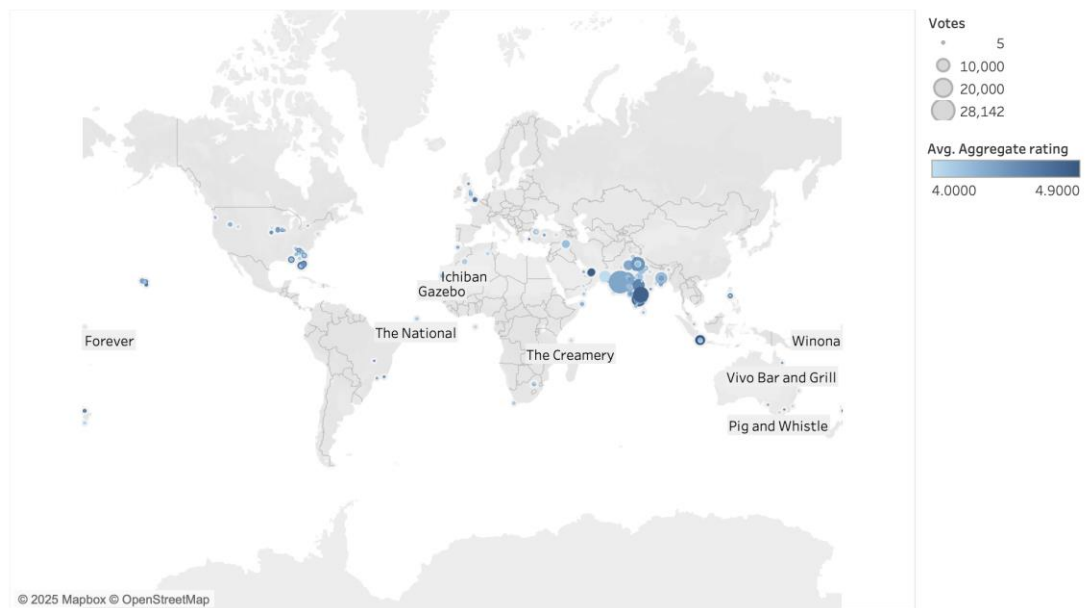 Votes
5
10,000
20,000
28,142
Avg. Aggregate rating
4.0000 4.9000
Ichiban
Gazebo
The National
Forever
Winona
The Creamery
Vivo Bar and Grill
Pig and Whistle
© 2025 Mapbox © OpenStreetMap